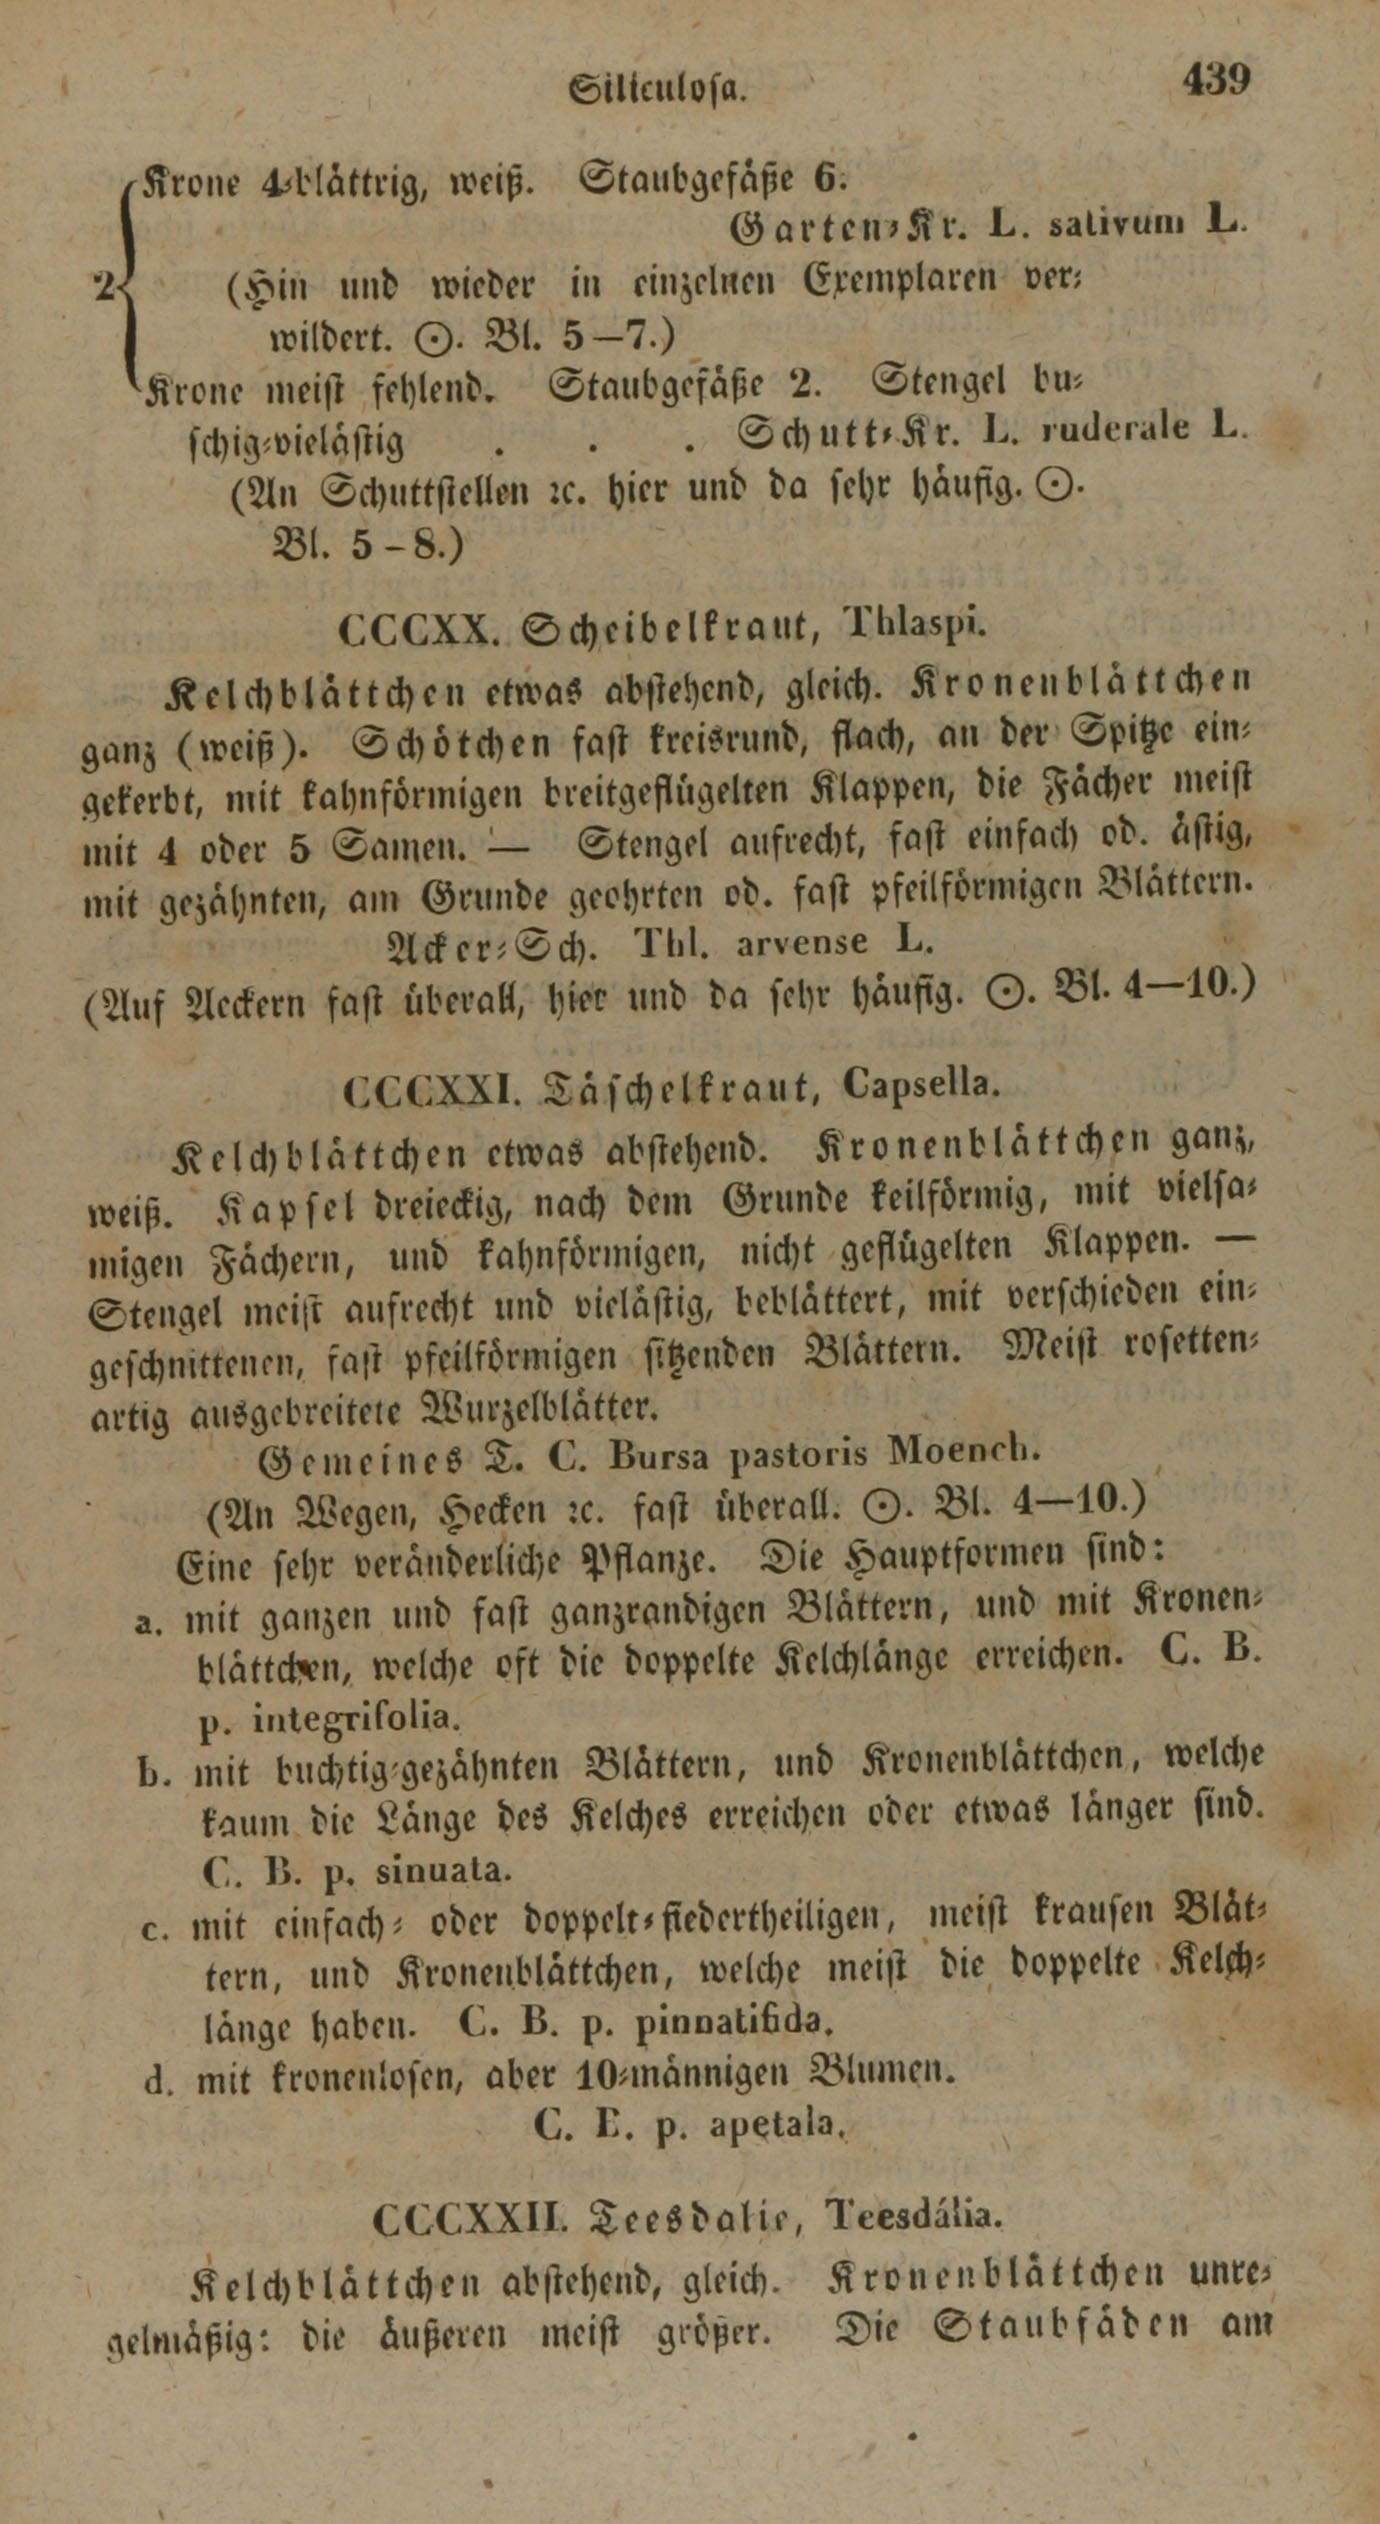 Siliculosa. 439
Krone 4-blättrig, weiß. Staubgefäße 6.
Garten-Kr. L. sativum L.
2 (Hin und wieder in einzelnen Exemplaren ver-
wildert. ☉. Bl. 5—7.)
Krone meist fehlend. Staubgefäße 2. Stengel bu-
schig-vielästig . . . Schutt-Kr. L. ruderale L.
(An Schuttstellen ꝛc. hier und da sehr häufig. ☉.
Bl. 5-8.)
CCCXX. Scheibelkraut, Thlaspi.
Kelchblättchen etwas abstehend, gleich. Kronenblättchen
ganz (weiß). Schötchen fast kreisrund, flach, an der Spitze ein-
gekerbt, mit kahnförmigen breitgeflügelten Klappen, die Fächer meist
mit 4 oder 5 Samen. — Stengel aufrecht, fast einfach od. ästig,
mit gezähnten, am Grunde geohrten od. fast pfeilförmigen Blättern.
Acker-Sch. Thl. arvense L.
(Auf Aeckern fast überall, hier und da sehr häufig. ☉. Bl. 4—10.)
CCCXXI. Täschelkraut, Capsella.
Kelchblättchen etwas abstehend. Kronenblättchen ganz,
weiß. Kapsel dreieckig, nach dem Grunde keilförmig, mit vielsa-
migen Fächern, und kahnförmigen, nicht geflügelten Klappen. —
Stengel meist aufrecht und vielästig, beblättert, mit verschieden ein-
geschnittenen, fast pfeilförmigen sitzenden Blättern. Meist rosetten-
artig ausgebreitete Wurzelblätter.
Gemeines T. C. Bursa pastoris Moench.
(An Wegen, Hecken ꝛc. fast überall. ☉. Bl. 4—10.)
Eine sehr veränderliche Pflanze. Die Hauptformen sind:
a. mit ganzen und fast ganzrandigen Blättern, und mit Kronen-
blättchen, welche oft die doppelte Kelchlänge erreichen. C. B.
p. integrifolia.
b. mit buchtig-gezähnten Blättern, und Kronenblättchen, welche
kaum die Länge des Kelches erreichen oder etwas länger sind.
C. B. p. sinuata.
c. mit einfach- oder doppelt-fiedertheiligen, meist krausen Blät-
tern, und Kronenblättchen, welche meist die doppelte Kelch-
länge haben. C. B. p. pinnatifida.
d. mit kronenlosen, aber 10-männigen Blumen.
C. B. p. apetala.
CCCXXII. Teesdalie, Teesdália.
Kelchblättchen abstehend, gleich. Kronenblättchen unre-
gelmäßig: die äußeren meist größer. Die Staubfäden am